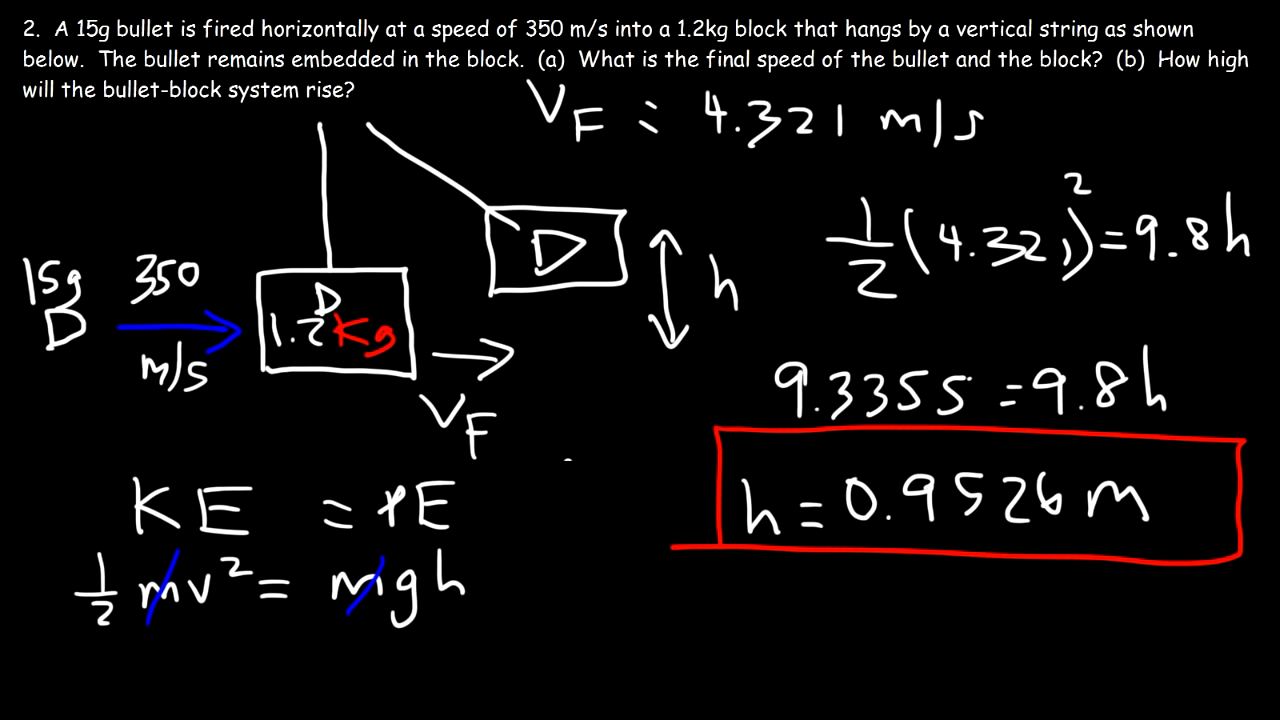 2. A 15g bullet is fired horizontally at a speed of 350 m/s into a 1.2kg block that hangs by a vertical string as shown
below. The bullet remains embedded in the block. (a) What is the final speed of the bullet and the block? (b) How high
will the bullet-block system rise?
VF = 4.321 m/s
1/2 (4.321)² = 9.8h
15g 350
m/s
1.2 Kg
h
VF
9.3355 = 9.8h
h = 0.9526 m
KE = PE
1/2 mv² = mgh